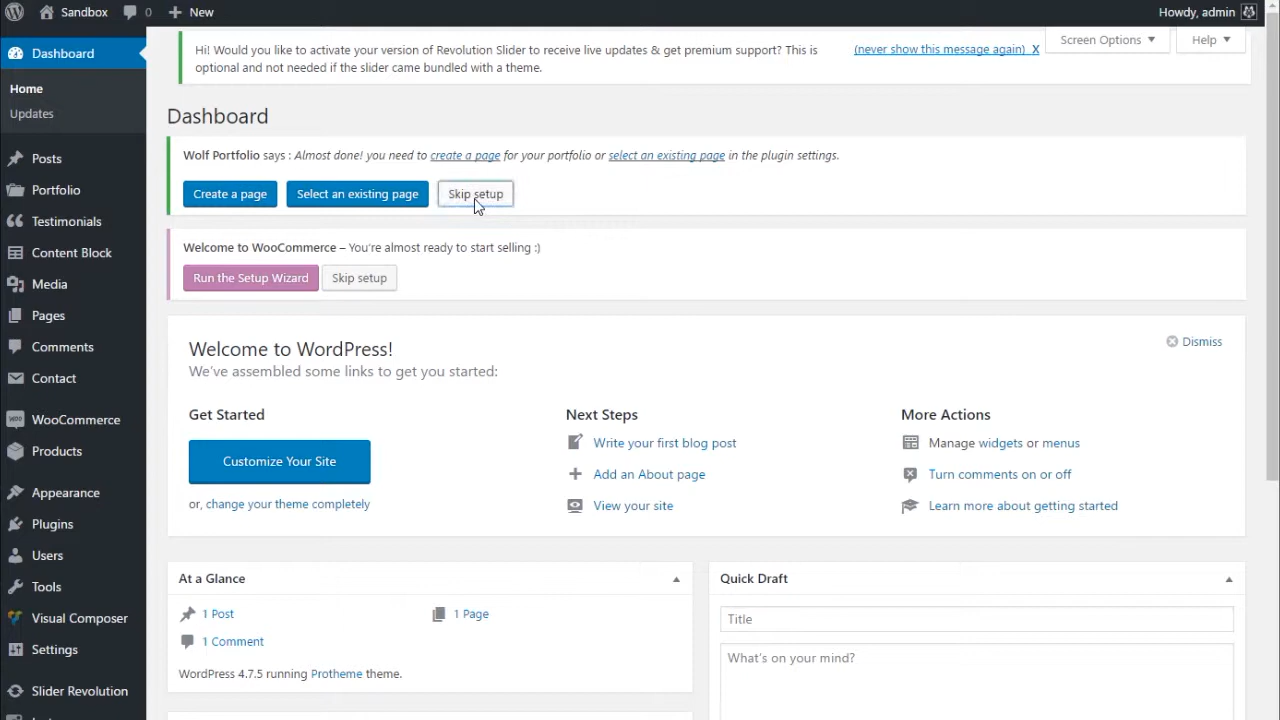 Sandbox 0 New Howdy, admin
Dashboard
Home
Updates
Posts
Portfolio
Testimonials
Content Block
Media
Pages
Comments
Contact
WooCommerce
Products
Appearance
Plugins
Users
Tools
Visual Composer
Settings
Slider Revolution
Screen Options Help
Hi! Would you like to activate your version of Revolution Slider to receive live updates & get premium support? This is
optional and not needed if the slider came bundled with a theme.
(never show this message again) X
Dashboard
Wolf Portfolio says : Almost done! you need to create a page for your portfolio or select an existing page in the plugin settings.
Create a page Select an existing page Skip setup
Welcome to WooCommerce – You're almost ready to start selling :)
Run the Setup Wizard Skip setup
Welcome to WordPress!
Dismiss
We've assembled some links to get you started:
Get Started
Customize Your Site
or, change your theme completely
Next Steps
Write your first blog post
Add an About page
View your site
More Actions
Manage widgets or menus
Turn comments on or off
Learn more about getting started
At a Glance
1 Post 1 Page
1 Comment
WordPress 4.7.5 running Protheme theme.
Quick Draft
Title
What's on your mind?